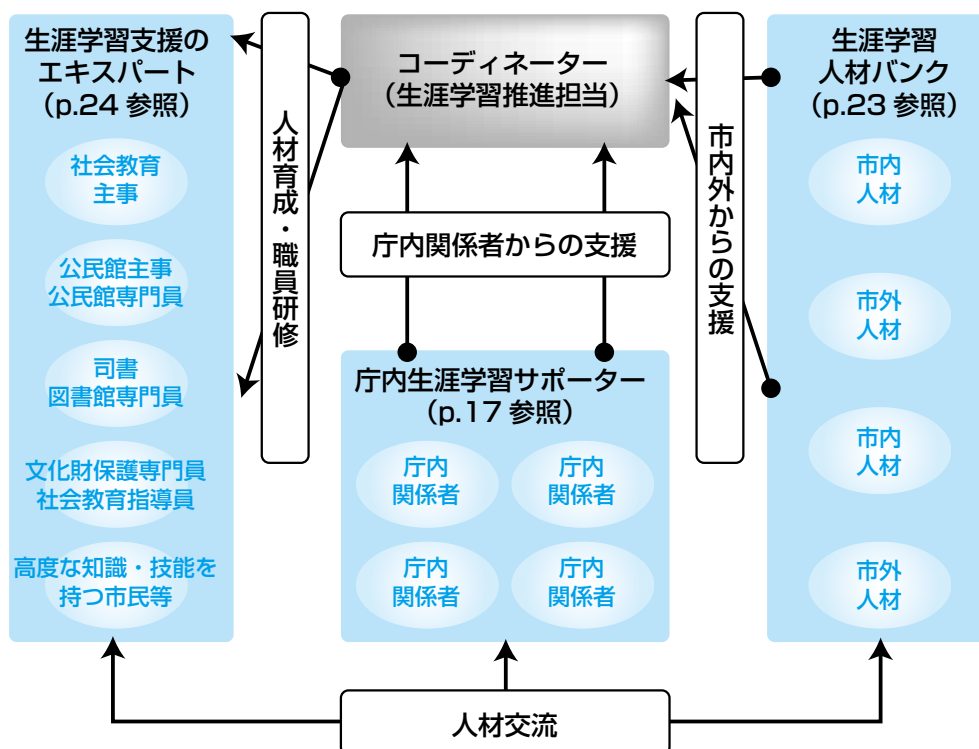 生涯学習支援の
エキスパート
（p.24 参照）
社会教育
主事
公民館主事
公民館専門員
司書
図書館専門員
文化財保護専門員
社会教育指導員
高度な知識・技能を
持つ市民等
人材育成・職員研修
コーディネーター
（生涯学習推進担当）
庁内関係者からの支援
庁内生涯学習サポーター
（p.17 参照）
庁内
関係者
庁内
関係者
庁内
関係者
庁内
関係者
市内外からの支援
生涯学習
人材バンク
（p.23 参照）
市内
人材
市外
人材
市内
人材
市外
人材
人材交流